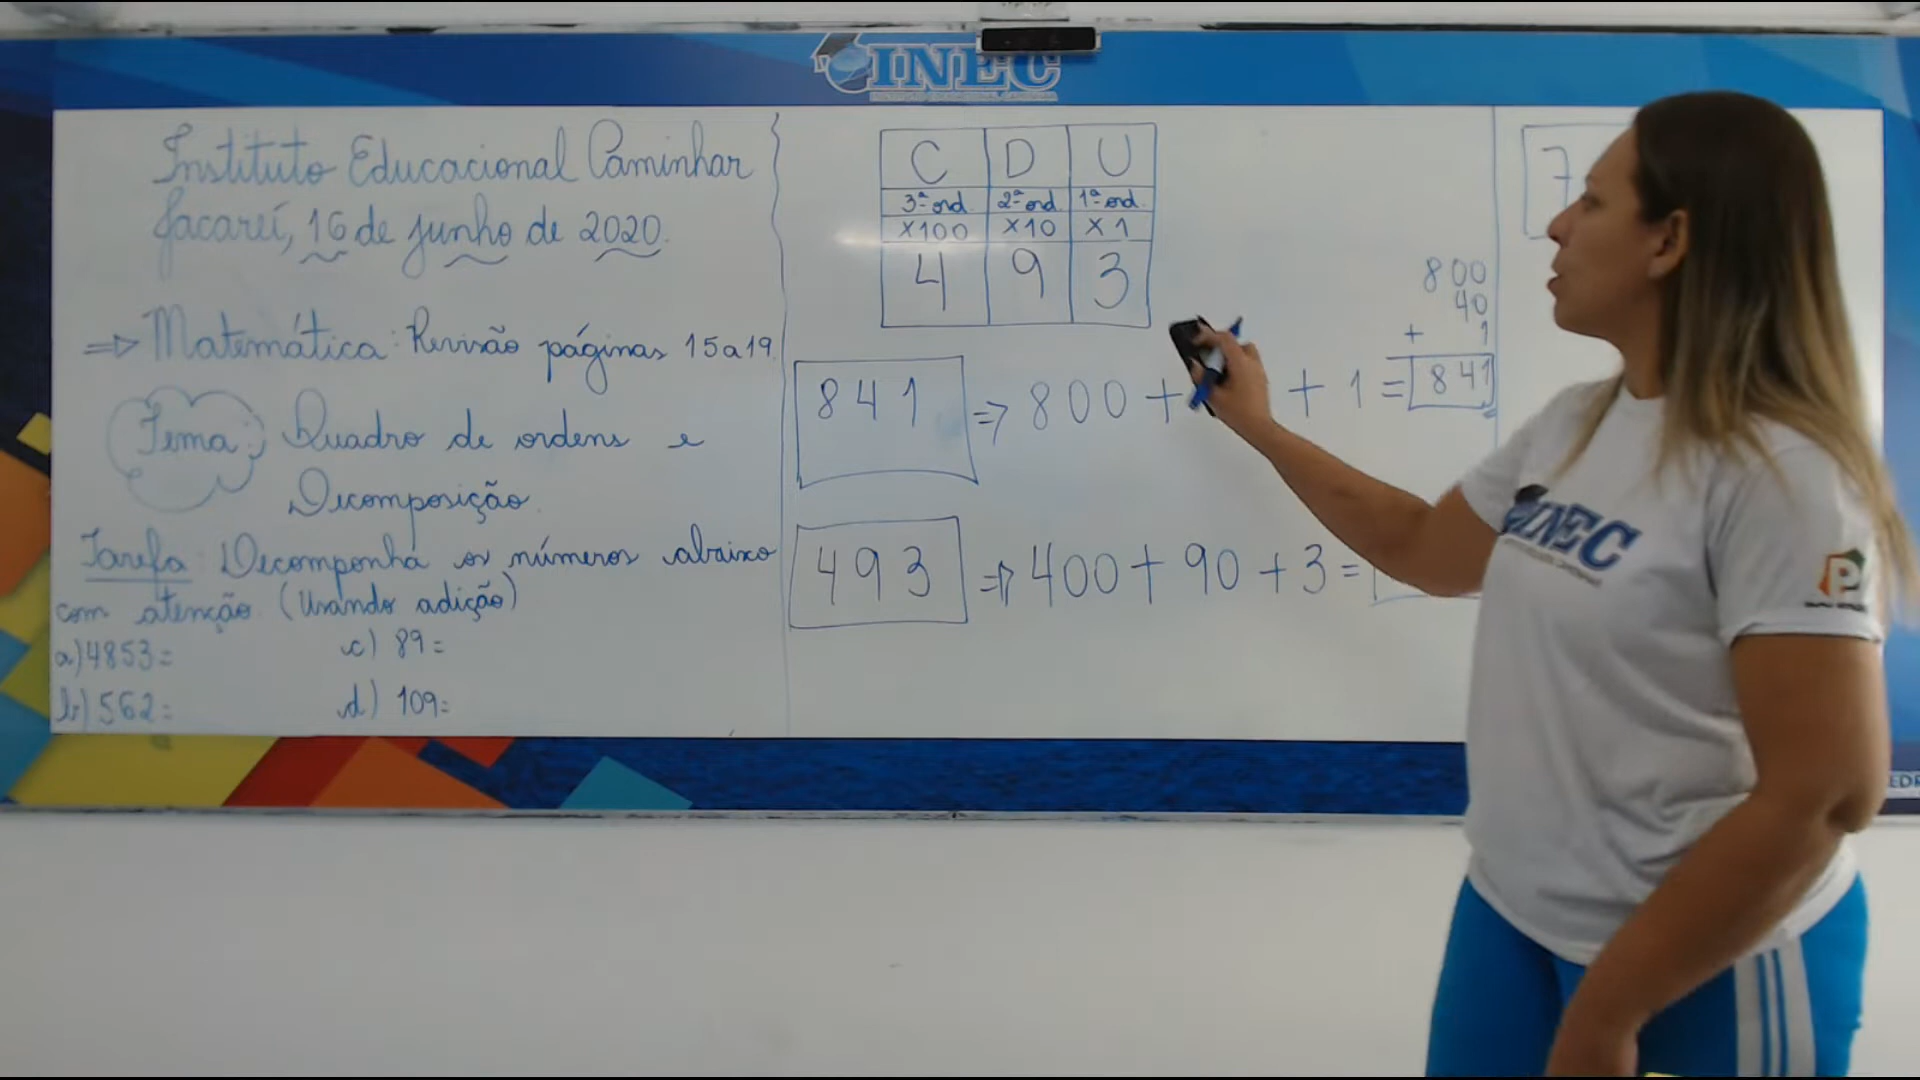 INEC
Instituto Educacional Caminhar
Jacareí, 16 de junho de 2020.
=> Matemática: Revisão páginas 15 a 19
Tema: Quadro de ordens e
Decomposição.
Tarefa: Decomponha os números abaixo
com atenção. (Usando adição)
a) 4853=
c) 89=
b) 562=
d) 109=
C D U
3ª ord. 2ª ord. 1ª ord.
x100 x10 x1
4 9 3
841 => 800 + + 1 = 841
493 => 400 + 90 + 3 =
800
40
+ 1
7
INEC
P